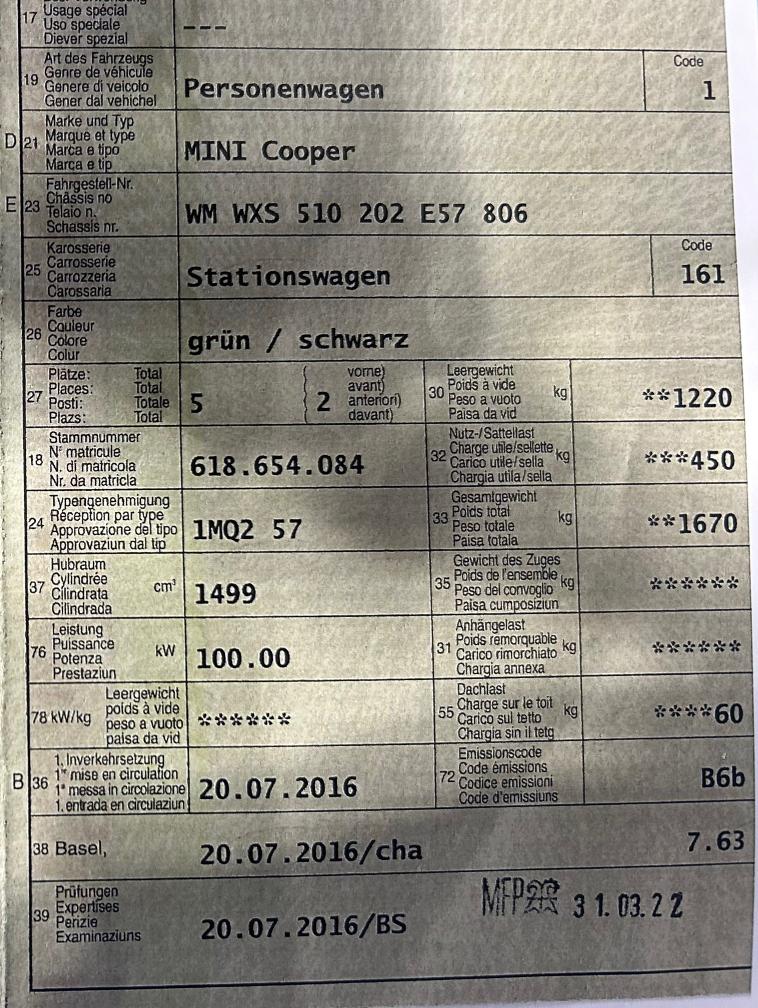 17 Usage spécial
Uso speciale
Diever spezial
---
19 Art des Fahrzeugs
Genre de véhicule
Genere di veicolo
Gener dal vehichel
Personenwagen
Code
1
D 21 Marke und Typ
Marque et type
Marca e tipo
Marca e tip
MINI Cooper
E 23 Fahrgestell-Nr.
Châssis no
Telaio n.
Schassis nr.
WM WXS 510 202 E57 806
25 Karosserie
Carrosserie
Carrozzeria
Carossaria
Stationswagen
Code
161
26 Farbe
Couleur
Colore
Colur
grün / schwarz
27 Plätze: Total
Places: Total
Posti: Totale
Plazs: Total
5
( vorne)
( avant)
2 anteriori)
( davant)
30 Leergewicht
Poids à vide kg
Peso a vuoto
Paisa da vid
**1220
18 Stammnummer
N° matricule
N. di matricola
Nr. da matricla
618.654.084
32 Nutz-/Sattellast
Charge utile/sellette kg
Carico utile/sella
Chargia utila/sella
***450
24 Typengenehmigung
Réception par type
Approvazione del tipo
Approvaziun dal tip
1MQ2 57
33 Gesamtgewicht
Poids total kg
Peso totale
Paisa totala
**1670
37 Hubraum
Cylindrée cm³
Cilindrata
Cilindrada
1499
35 Gewicht des Zuges
Poids de l'ensemble kg
Peso del convoglio
Paisa cumposiziun
******
76 Leistung
Puissance kW
Potenza
Prestaziun
100.00
31 Anhängelast
Poids remorquable kg
Carico rimorchiato
Chargia annexa
******
78 kW/kg Leergewicht
poids à vide
peso a vuoto
paisa da vid
******
55 Dachlast
Charge sur le toit kg
Carico sul tetto
Chargia sin il tetg
****60
B 36 1. Inverkehrsetzung
1re mise en circulation
1a messa in circolazione
1. entrada en circulaziun
20.07.2016
72 Emissionscode
Code émissions
Codice emissioni
Code d'emissiuns
B6b
38 Basel,
20.07.2016/cha
7.63
39 Prüfungen
Expertises
Perizie
Examinaziuns
20.07.2016/BS
MFP 31.03.22